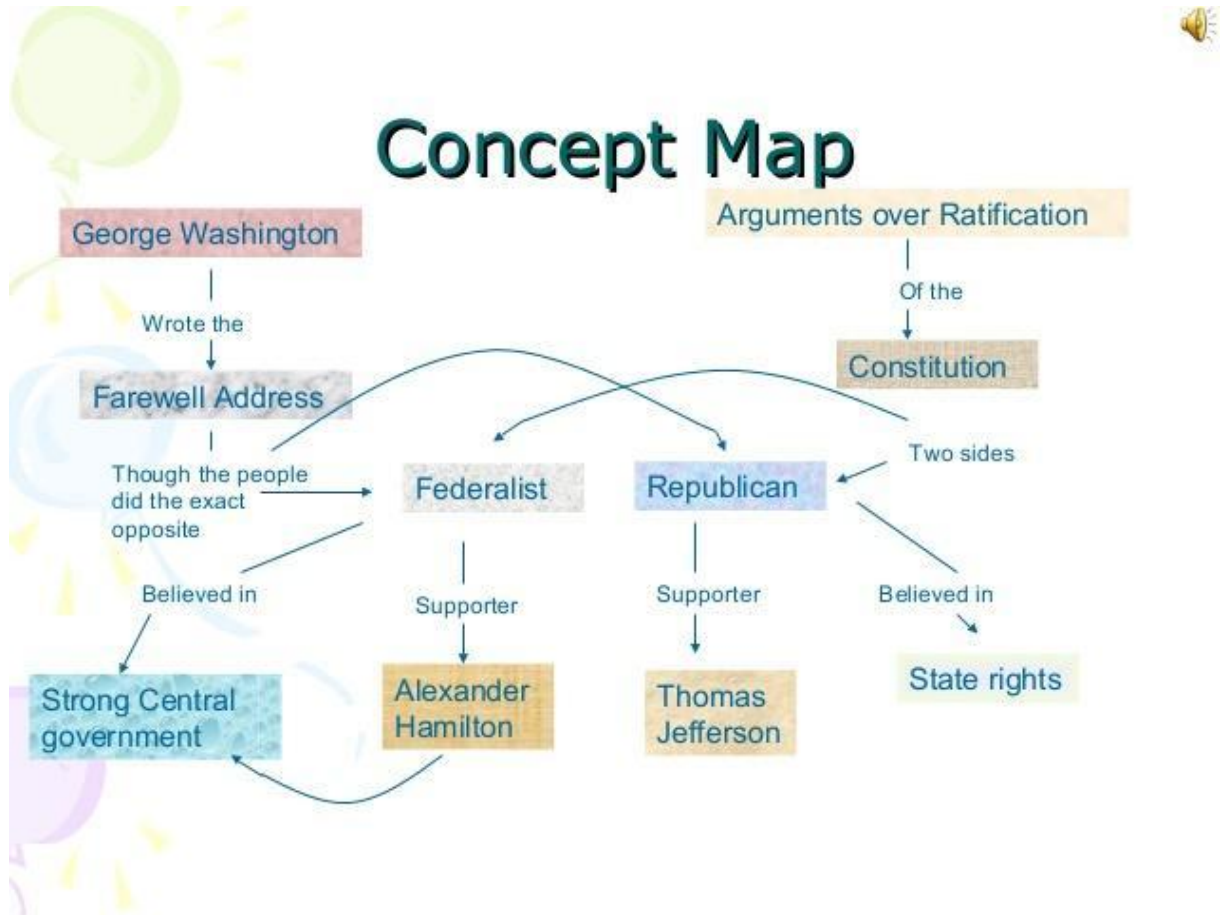 Concept Map
George Washington
Arguments over Ratification
Of the
Wrote the
Constitution
Farewell Address
Two sides
Though the people
did the exact
opposite
Federalist
Republican
Believed in
Supporter
Supporter
Believed in
Strong Central
government
Alexander
Hamilton
Thomas
Jefferson
State rights